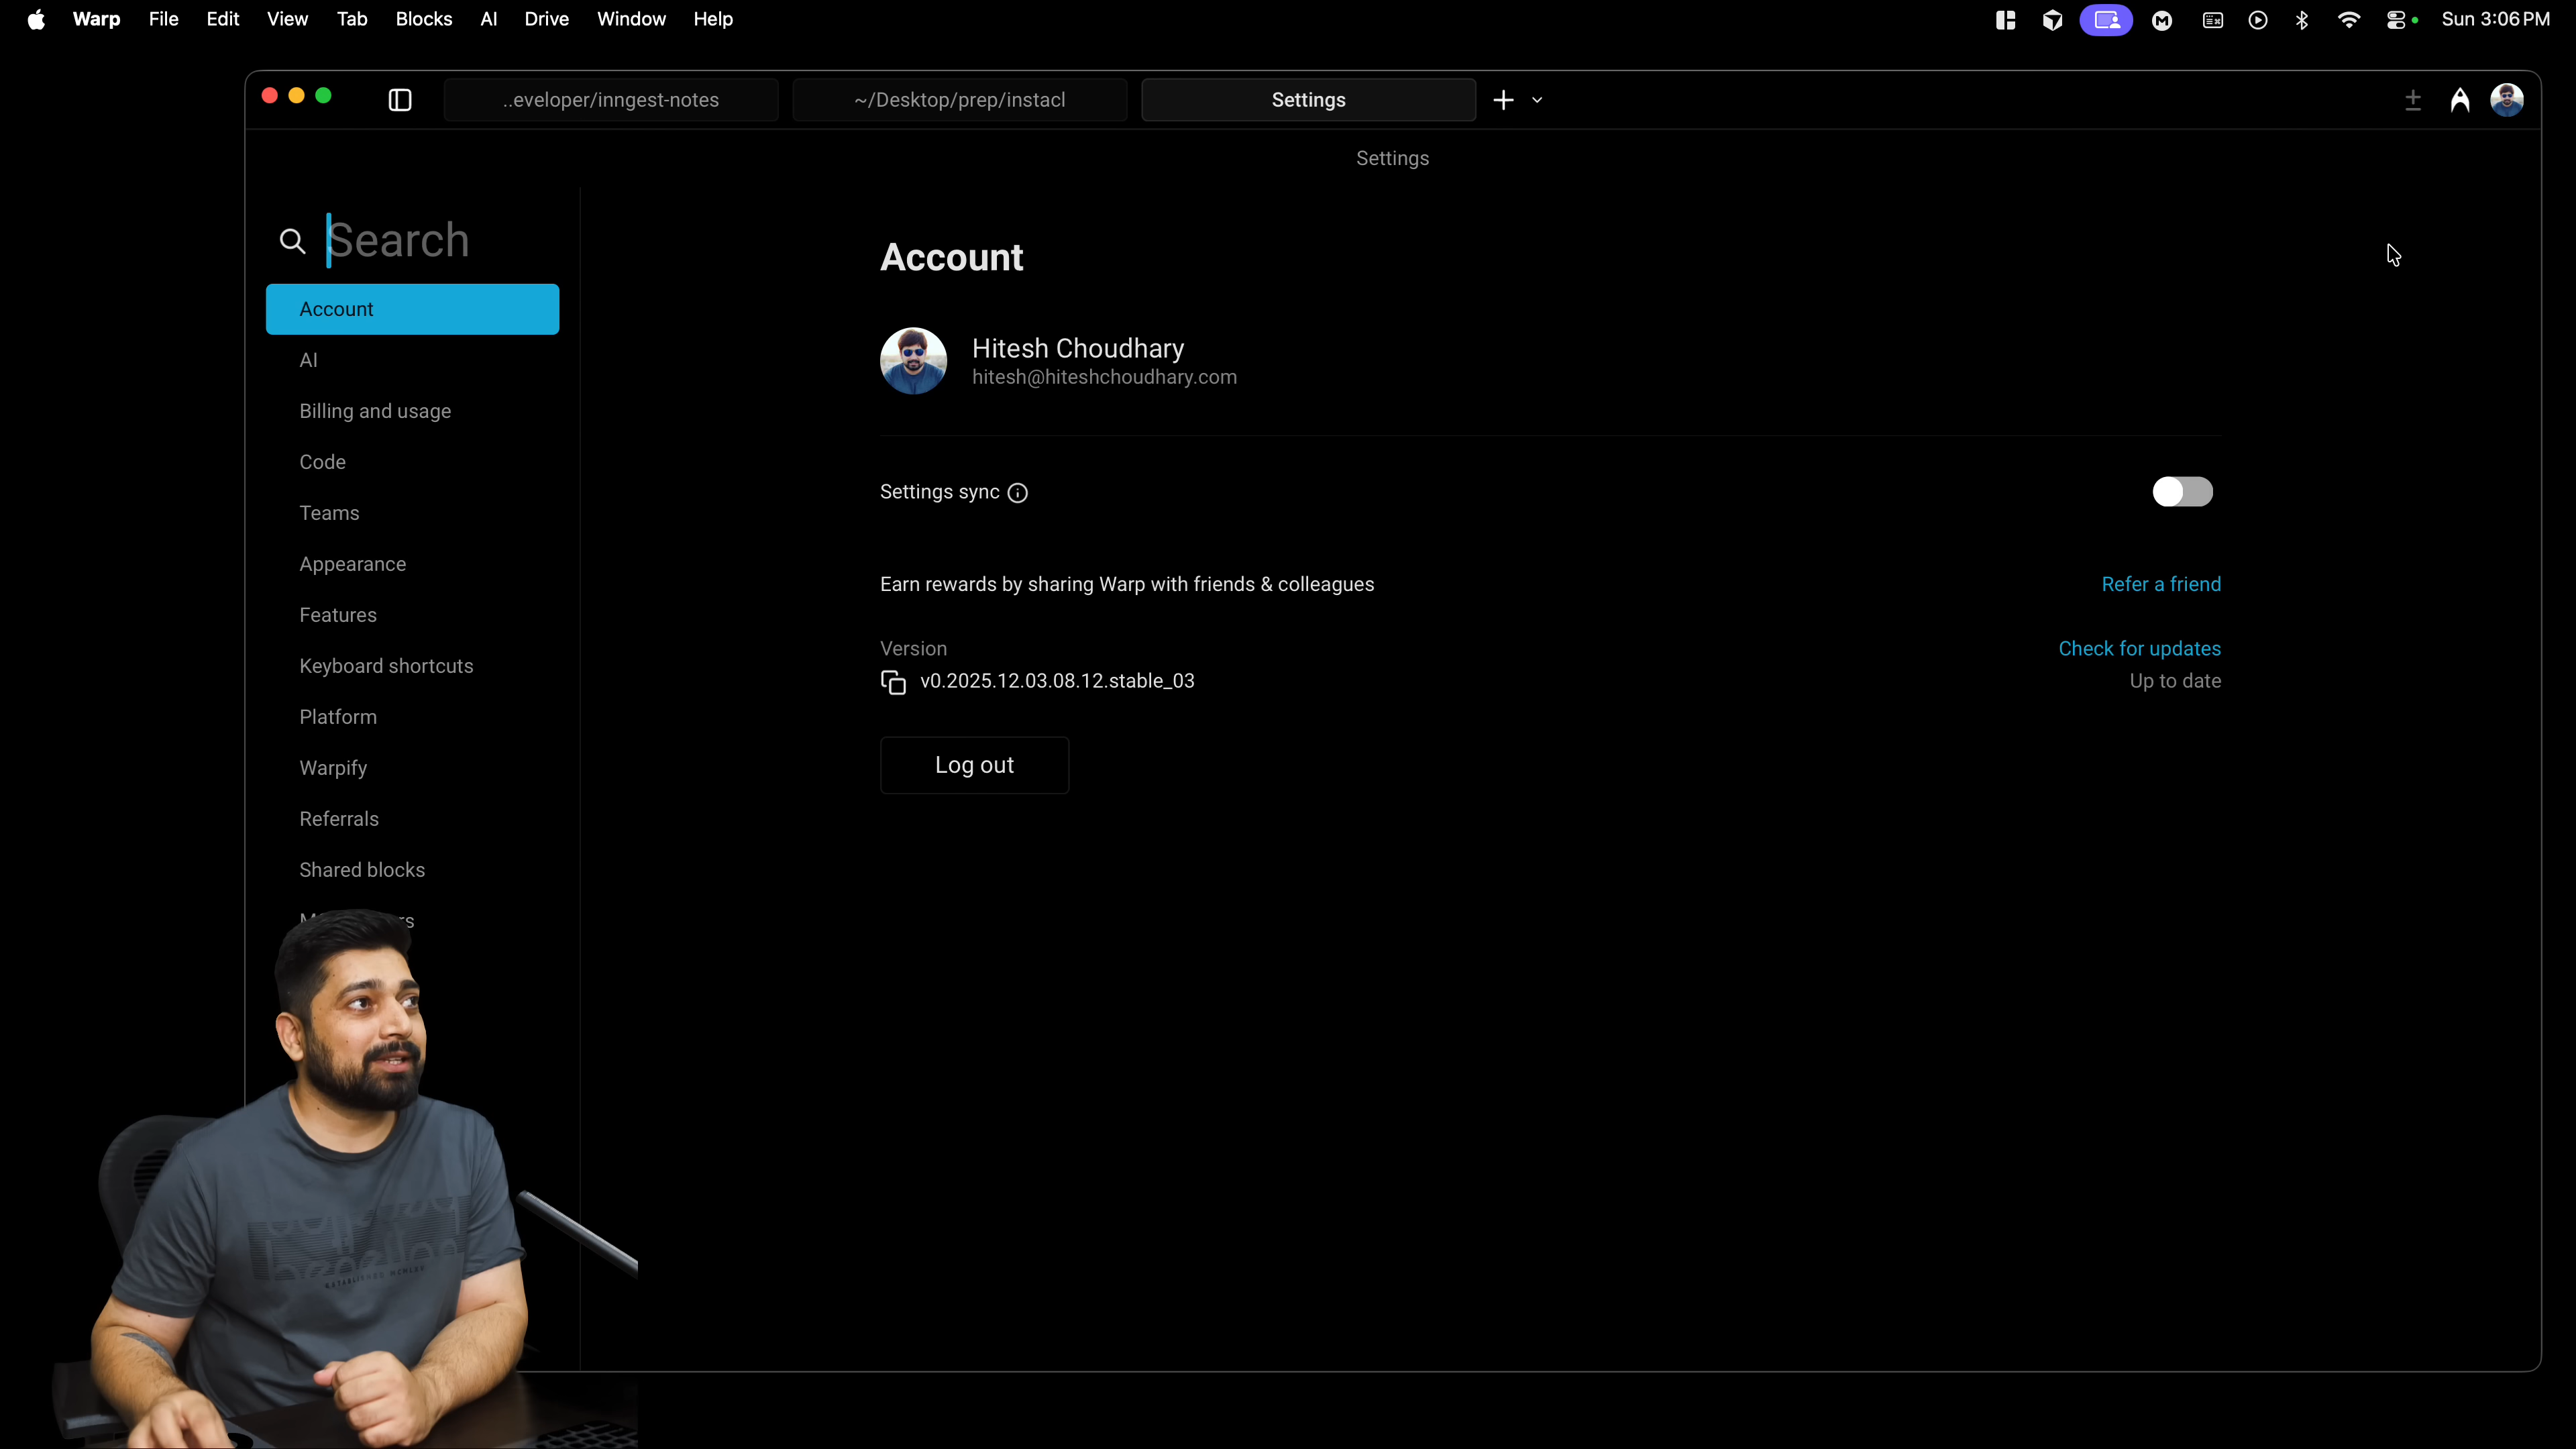 Warp File Edit View Tab Blocks AI Drive Window Help
Sun 3:06 PM
..eveloper/inngest-notes
~/Desktop/prep/instacl
Settings
Settings
Search
Account
AI
Billing and usage
Code
Teams
Appearance
Features
Keyboard shortcuts
Platform
Warpify
Referrals
Shared blocks
Account
Hitesh Choudhary
hitesh@hiteshchoudhary.com
Settings sync
Earn rewards by sharing Warp with friends & colleagues
Refer a friend
Version
Check for updates
v0.2025.12.03.08.12.stable_03
Up to date
Log out